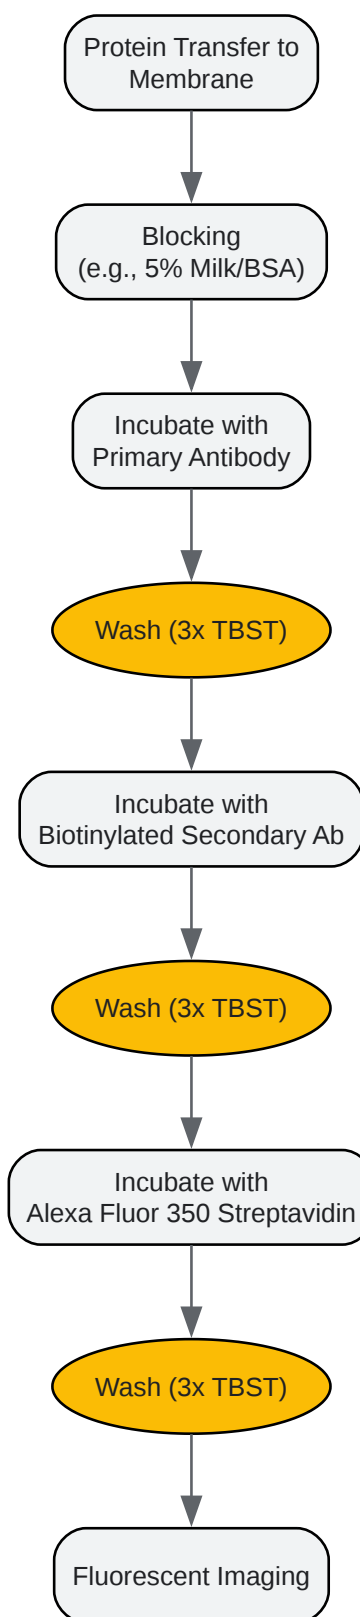 Protein Transfer to
Membrane
Blocking
(e.g., 5% Milk/BSA)
Incubate with
Primary Antibody
Wash (3x TBST)
Incubate with
Biotinylated Secondary Ab
Wash (3x TBST)
Incubate with
Alexa Fluor 350 Streptavidin
Wash (3x TBST)
Fluorescent Imaging